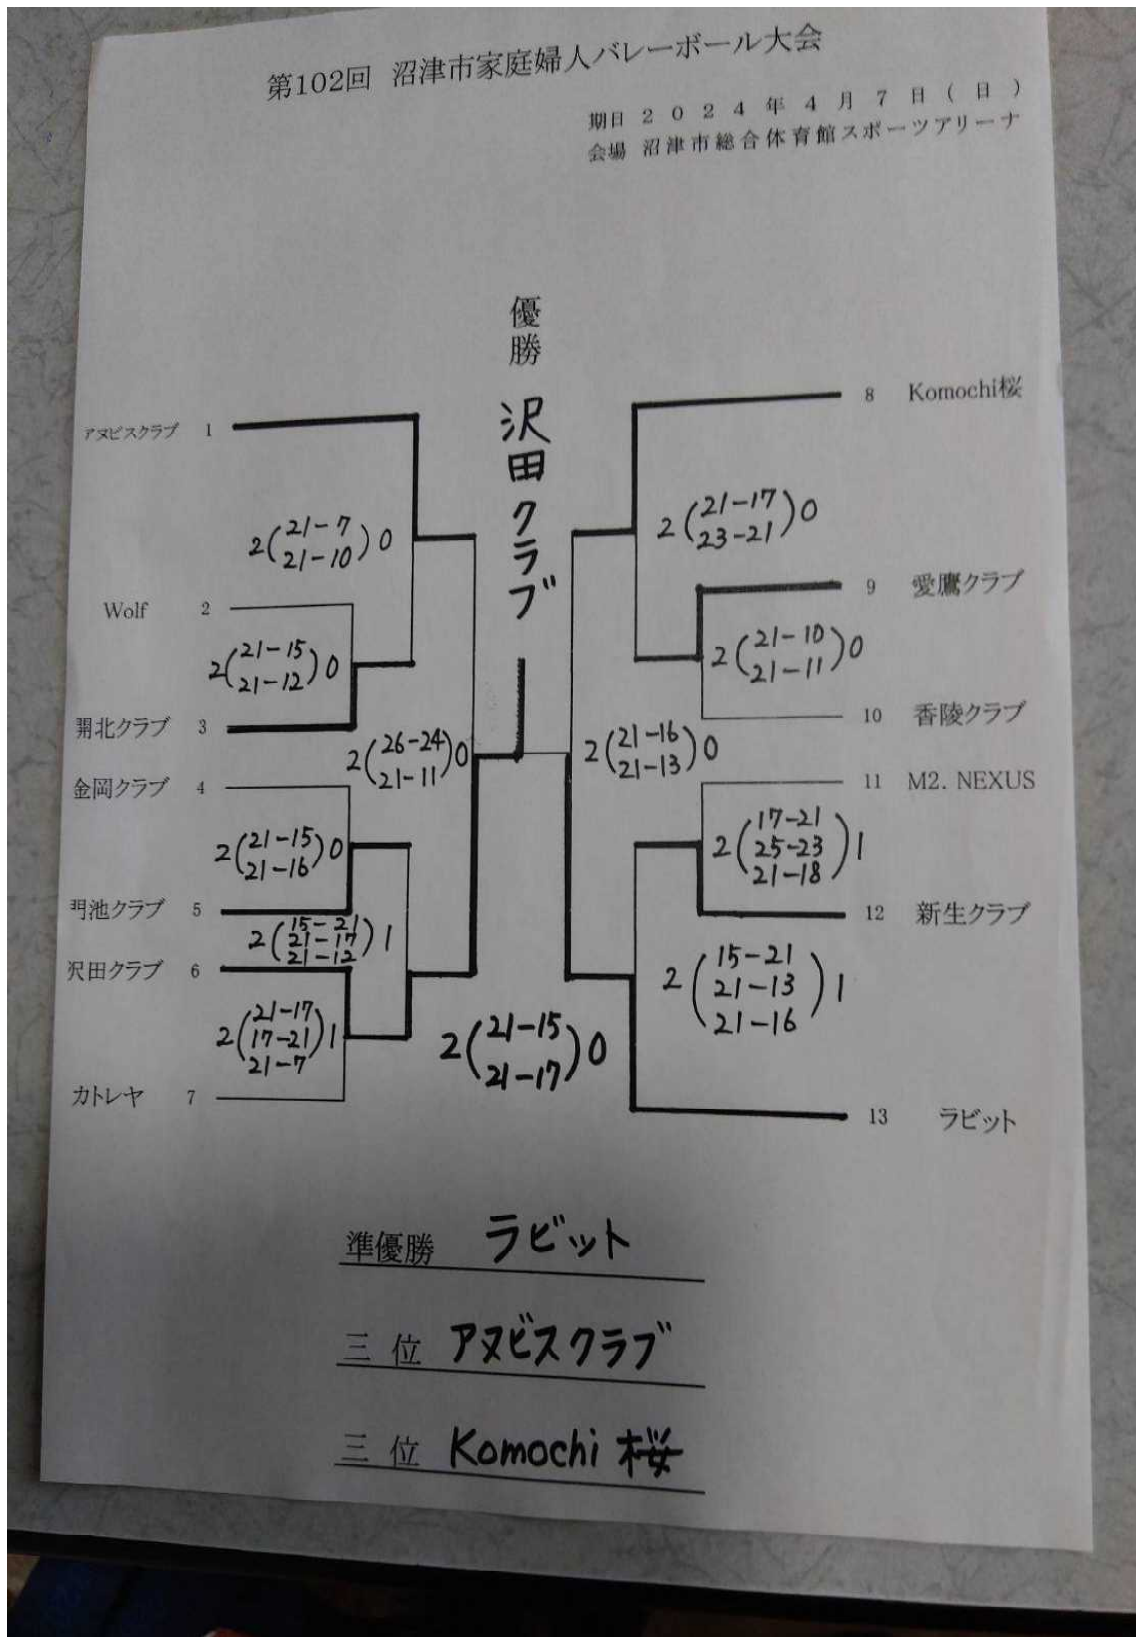 第102回 沼津市家庭婦人バレーボール大会
期日 2024年4月7日(日)
会場 沼津市総合体育館スポーツアリーナ
優勝
沢田クラブ
アヌビスクラブ 1
2(21-7
21-10)0
Wolf 2
2(21-15
21-12)0
開北クラブ 3
2(26-24
21-11)0
金岡クラブ 4
2(21-15
21-16)0
門池クラブ 5
2(15-21
21-17
21-12)1
沢田クラブ 6
2(21-17
17-21
21-7)1
カトレヤ 7
2(21-15
21-17)0
8 Komochi桜
2(21-17
23-21)0
9 愛鷹クラブ
2(21-10
21-11)0
10 香陵クラブ
2(21-16
21-13)0
11 M2. NEXUS
2(17-21
25-23
21-18)1
12 新生クラブ
2(15-21
21-13
21-16)1
13 ラビット
準優勝 ラビット
三位 アヌビスクラブ
三位 Komochi 桜